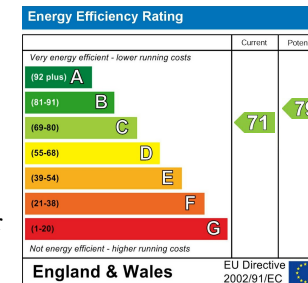 Energy Efficiency Rating
Current
Very energy efficient - lower running costs
(92 plus) A
(81-91) B
(69-80) C
(55-68) D
(39-54) E
(21-38) F
(1-20) G
71
Not energy efficient - higher running costs
England & Wales
EU Directive
2002/91/EC